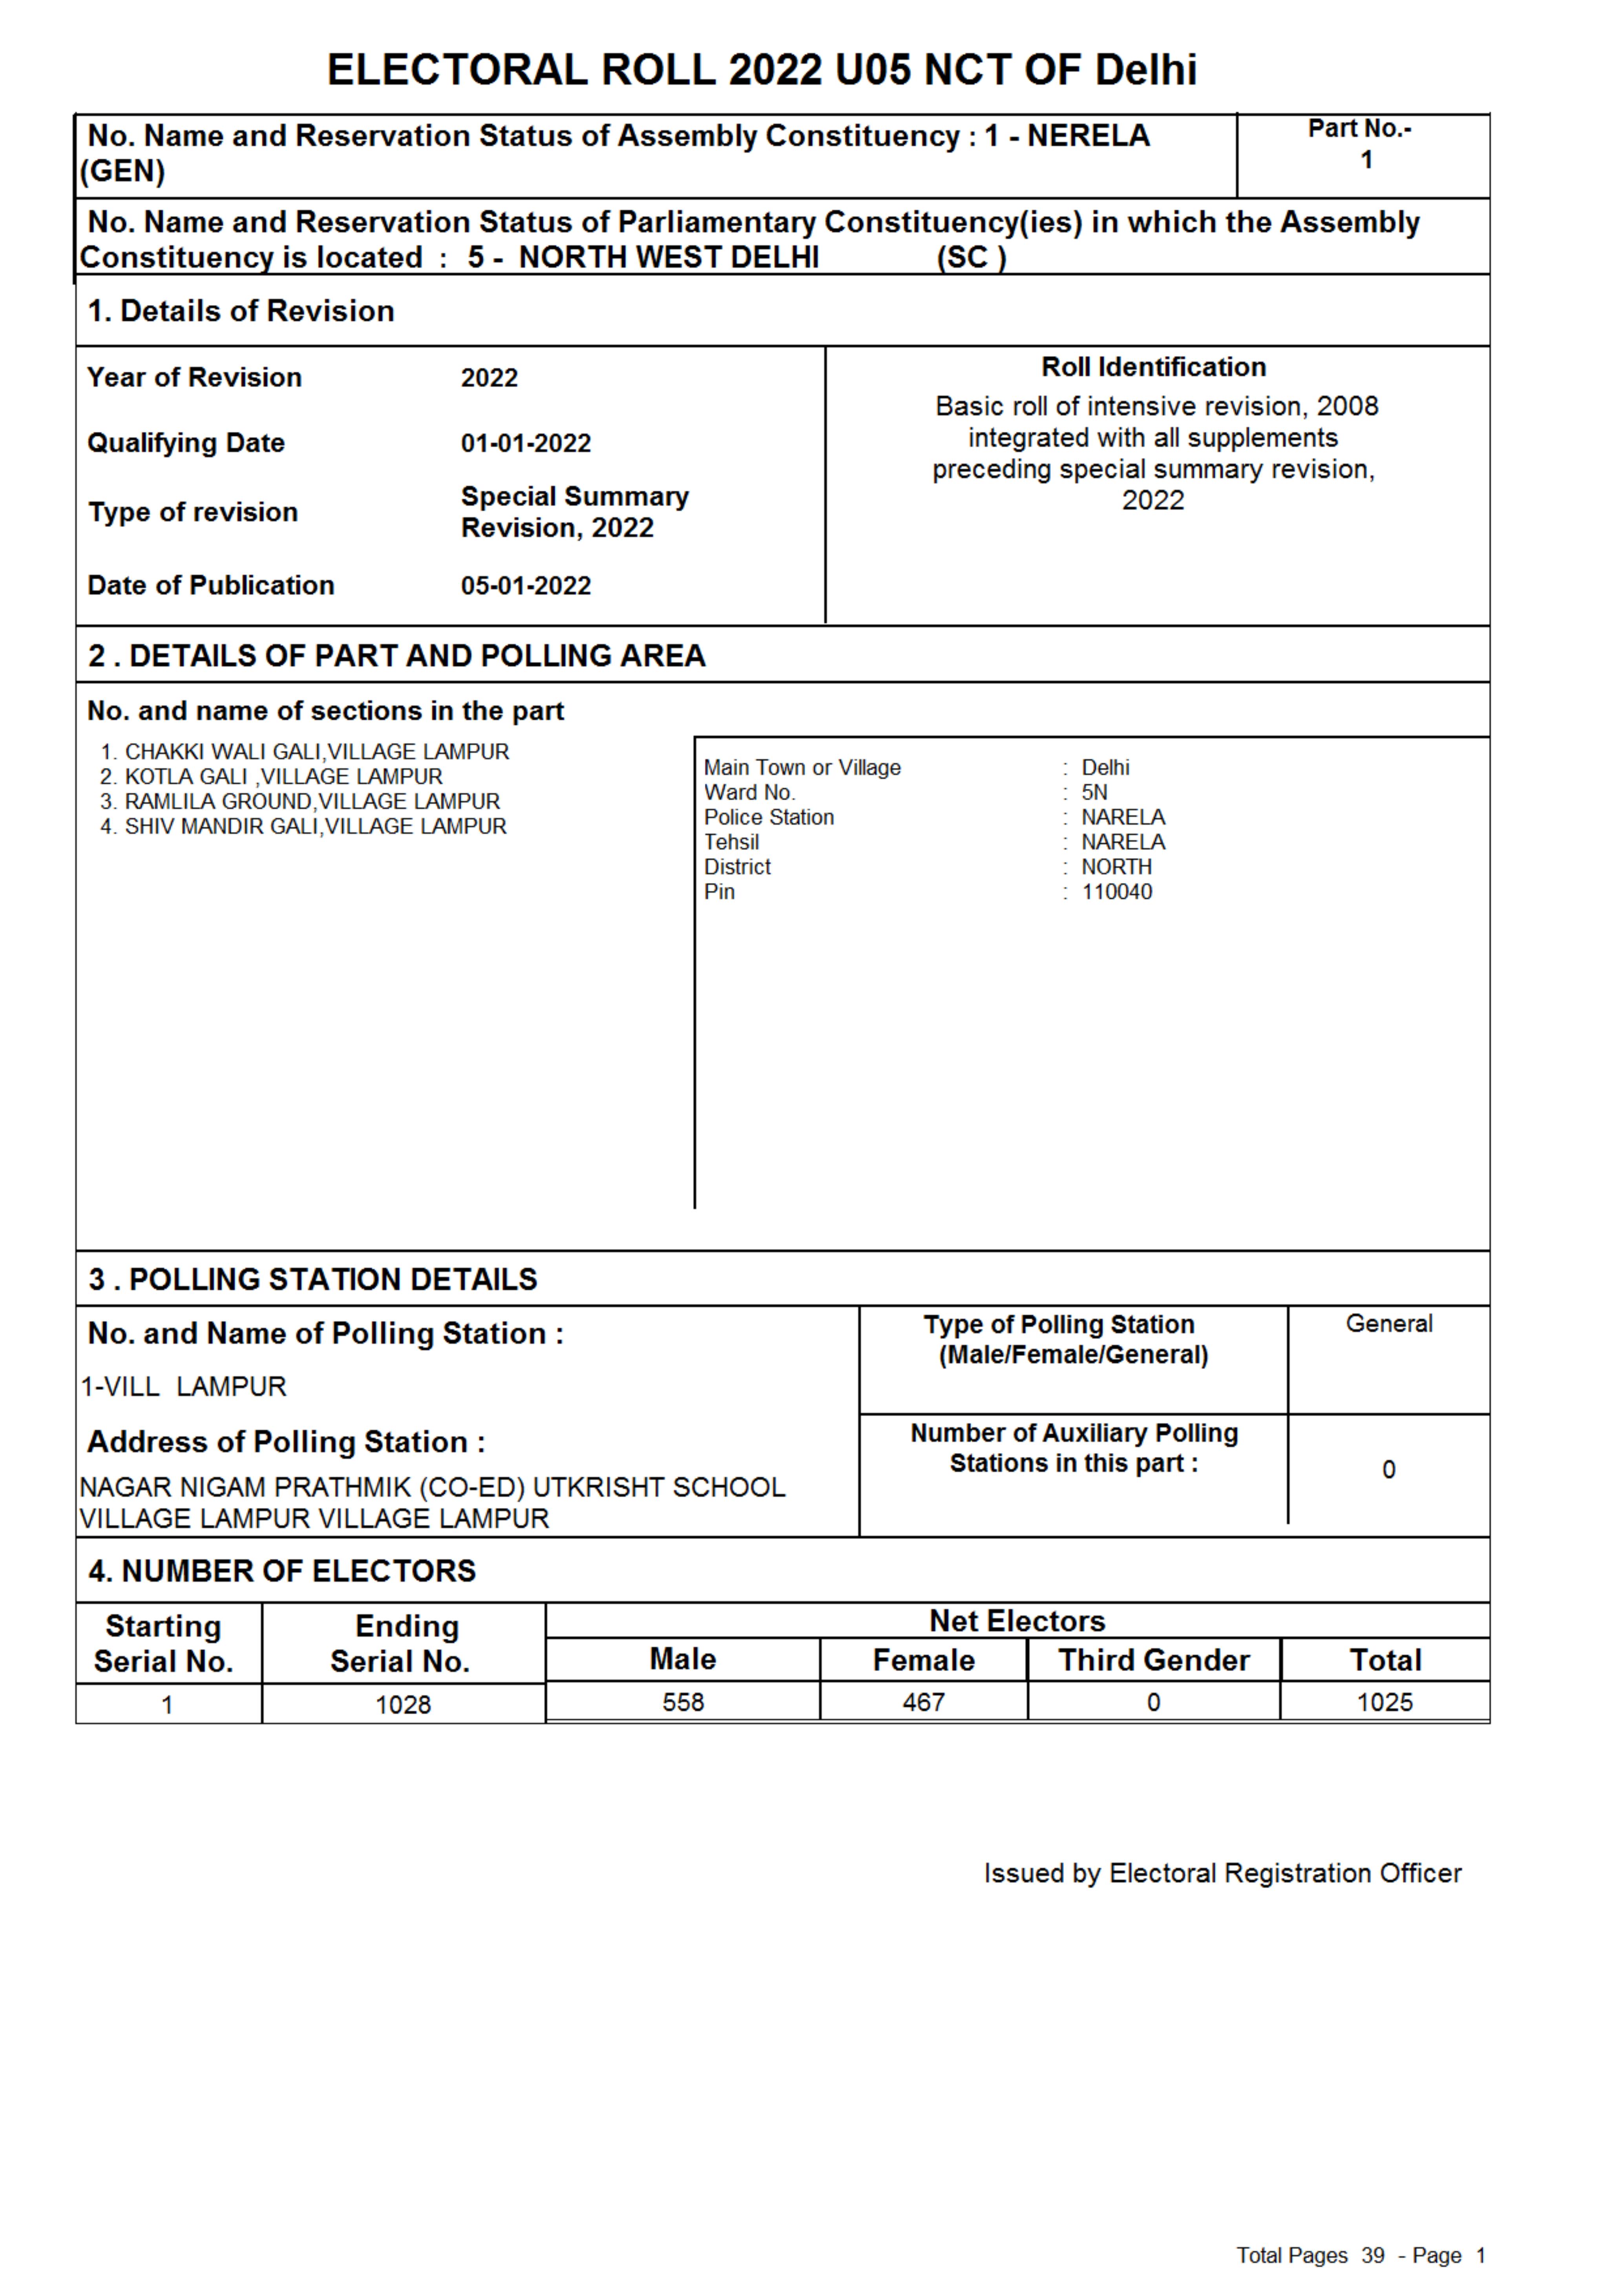 ELECTORAL ROLL 2022 U05 NCT OF Delhi
No. Name and Reservation Status of Assembly Constituency : 1 - NERELA
(GEN)
Part No.-
1
No. Name and Reservation Status of Parliamentary Constituency(ies) in which the Assembly
Constituency is located : 5 - NORTH WEST DELHI (SC )
1. Details of Revision
Year of Revision 2022
Qualifying Date 01-01-2022
Type of revision Special Summary
Revision, 2022
Date of Publication 05-01-2022
Roll Identification
Basic roll of intensive revision, 2008
integrated with all supplements
preceding special summary revision,
2022
2 . DETAILS OF PART AND POLLING AREA
No. and name of sections in the part
1. CHAKKI WALI GALI,VILLAGE LAMPUR
2. KOTLA GALI ,VILLAGE LAMPUR
3. RAMLILA GROUND,VILLAGE LAMPUR
4. SHIV MANDIR GALI,VILLAGE LAMPUR
Main Town or Village : Delhi
Ward No. : 5N
Police Station : NARELA
Tehsil : NARELA
District : NORTH
Pin : 110040
3 . POLLING STATION DETAILS
No. and Name of Polling Station :
1-VILL LAMPUR
Address of Polling Station :
NAGAR NIGAM PRATHMIK (CO-ED) UTKRISHT SCHOOL
VILLAGE LAMPUR VILLAGE LAMPUR
Type of Polling Station
(Male/Female/General)
General
Number of Auxiliary Polling
Stations in this part :
0
4. NUMBER OF ELECTORS
Starting
Serial No.
Ending
Serial No.
Net Electors
Male Female Third Gender Total
1 1028 558 467 0 1025
Issued by Electoral Registration Officer
Total Pages 39 - Page 1